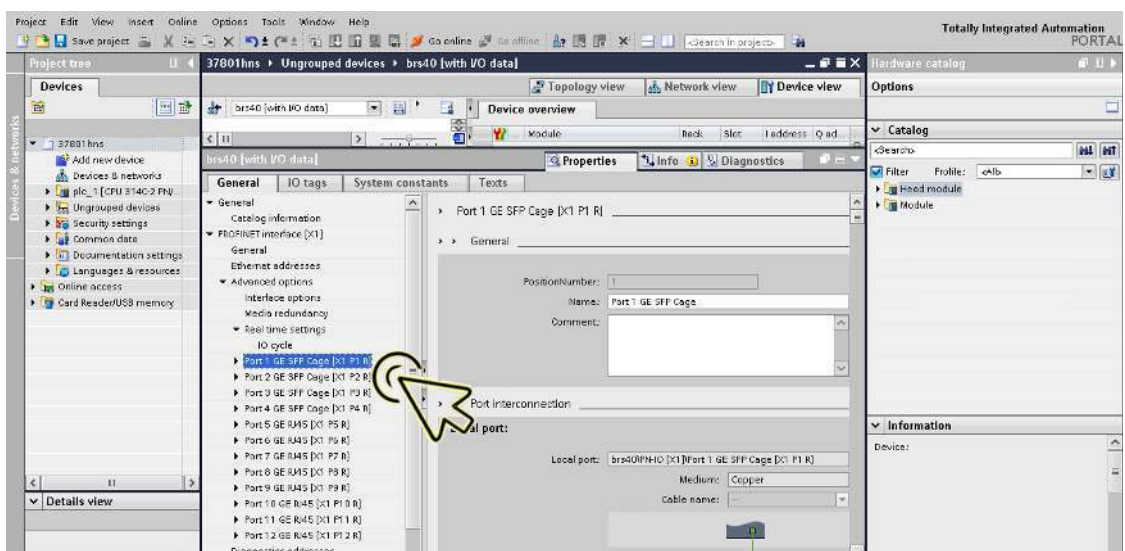 Project Edit View Insert Online Options Tools Window Help
Totally Integrated Automation
PORTAL
Save project
Go online
Go offline
<Search in project>
Project tree
37801hns ▸ Ungrouped devices ▸ brs40 [with I/O data]
Hardware catalog
Devices
Topology view
Network view
Device view
Options
brs40 [with I/O data]
Device overview
Module
Rack
Slot
I address
Q ad...
Catalog
<Search>
Filter
Profile:
<All>
Head module
Module
Devices & networks
37801hns
Add new device
Devices & networks
plc_1 [CPU 314C-2 PN/...
Ungrouped devices
Security settings
Common data
Documentation settings
Languages & resources
Online access
Card Reader/USB memory
Details view
brs40 [with I/O data]
Properties
Info
Diagnostics
General
IO tags
System constants
Texts
General
Catalog information
PROFINET interface [X1]
General
Ethernet addresses
Advanced options
Interface options
Media redundancy
Real time settings
IO cycle
Port 1 GE SFP Cage [X1 P1 R]
Port 2 GE SFP Cage [X1 P2 R]
Port 3 GE SFP Cage [X1 P3 R]
Port 4 GE SFP Cage [X1 P4 R]
Port 5 GE RJ45 [X1 P5 R]
Port 6 GE RJ45 [X1 P6 R]
Port 7 GE RJ45 [X1 P7 R]
Port 8 GE RJ45 [X1 P8 R]
Port 9 GE RJ45 [X1 P9 R]
Port 10 GE RJ45 [X1 P10 R]
Port 11 GE RJ45 [X1 P11 R]
Port 12 GE RJ45 [X1 P12 R]
Diagnostics addresses
Port 1 GE SFP Cage [X1 P1 R]
General
PositionNumber: 1
Name: Port 1 GE SFP Cage
Comment:
Port interconnection
al port:
Local port: brs40\PN-IO [X1]\Port 1 GE SFP Cage [X1 P1 R]
Medium: Copper
Cable name: ---
Information
Device: